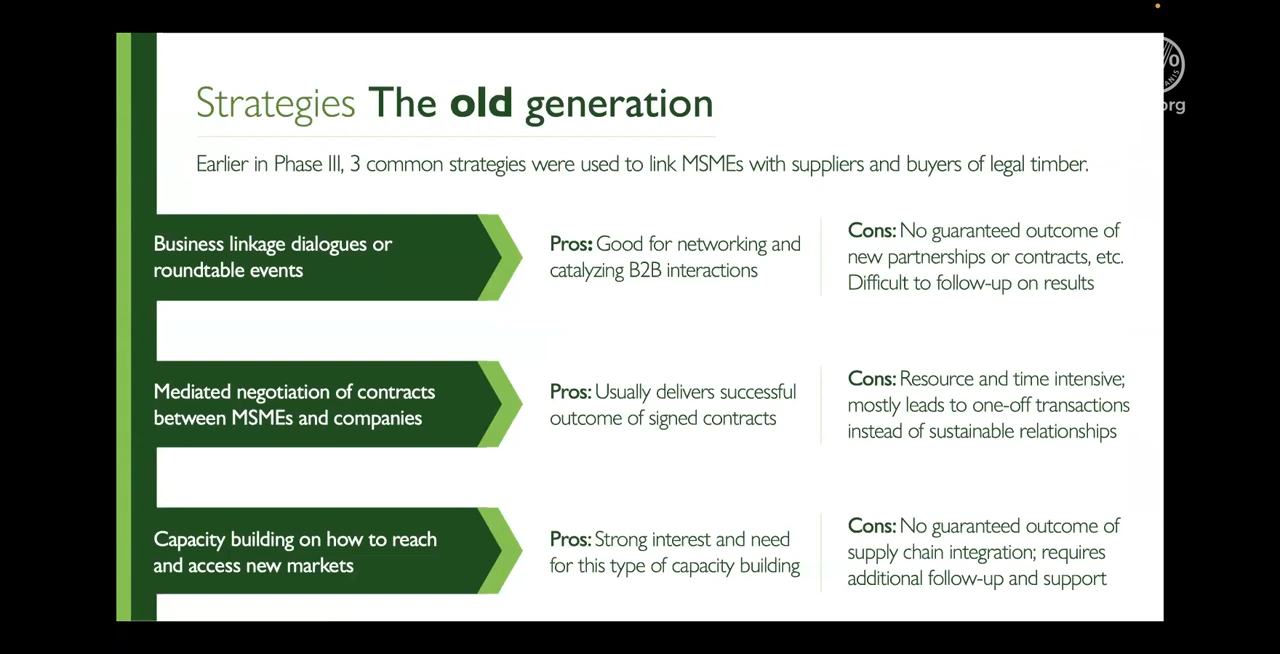 Strategies The old generation
Earlier in Phase III, 3 common strategies were used to link MSMEs with suppliers and buyers of legal timber.
Business linkage dialogues or
roundtable events
Pros: Good for networking and
catalyzing B2B interactions
Cons: No guaranteed outcome of
new partnerships or contracts, etc.
Difficult to follow-up on results
Mediated negotiation of contracts
between MSMEs and companies
Pros: Usually delivers successful
outcome of signed contracts
Cons: Resource and time intensive;
mostly leads to one-off transactions
instead of sustainable relationships
Capacity building on how to reach
and access new markets
Pros: Strong interest and need
for this type of capacity building
Cons: No guaranteed outcome of
supply chain integration; requires
additional follow-up and support
org